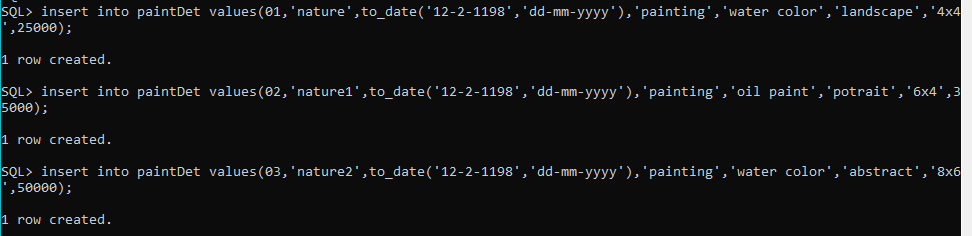 SQL> insert into paintDet values(01,'nature',to_date('12-2-1198','dd-mm-yyyy'),'painting','water color','landscape','4x4
',25000);
1 row created.
SQL> insert into paintDet values(02,'nature1',to_date('12-2-1198','dd-mm-yyyy'),'painting','oil paint','potrait','6x4',3
5000);
1 row created.
SQL> insert into paintDet values(03,'nature2',to_date('12-2-1198','dd-mm-yyyy'),'painting','water color','abstract','8x6
',50000);
1 row created.